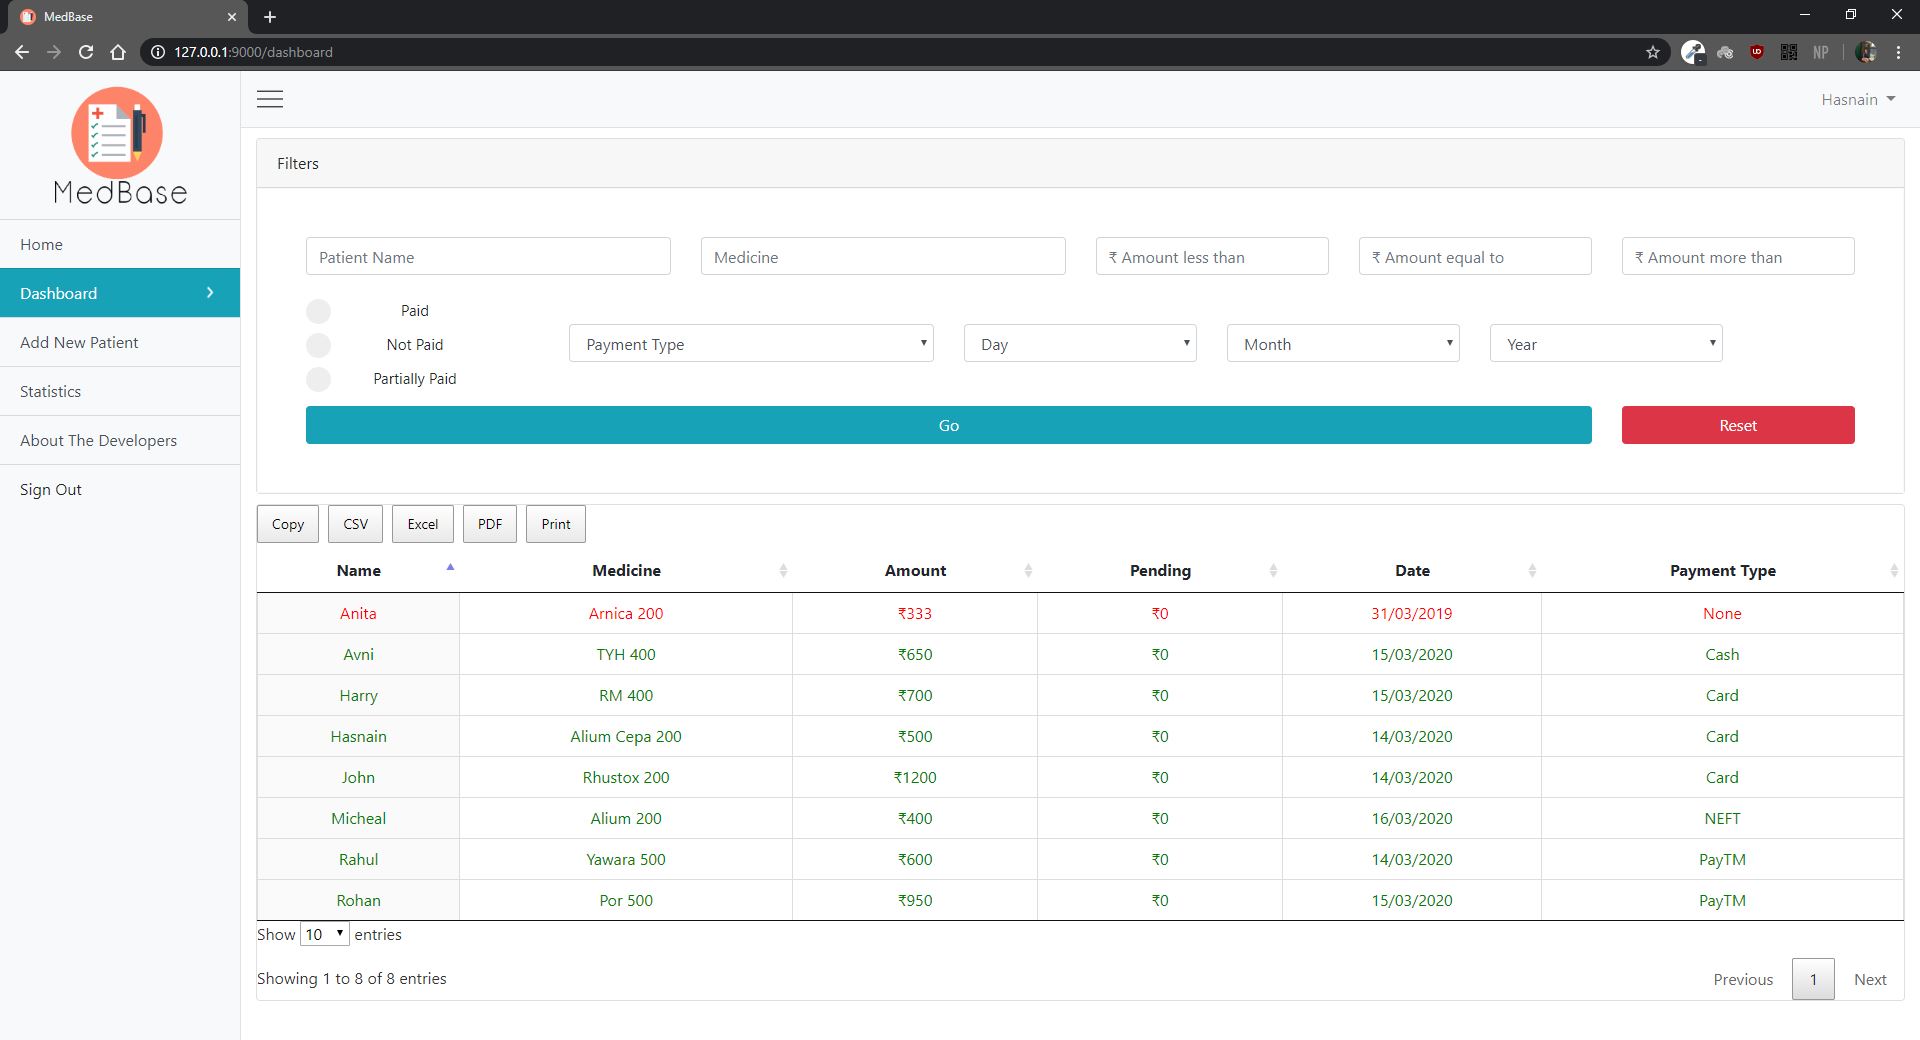 MedBase
127.0.0.1:9000/dashboard
UD
NP
MedBase
Hasnain
Home
Dashboard
Add New Patient
Statistics
About The Developers
Sign Out
Filters
Patient Name Medicine ₹ Amount less than ₹ Amount equal to ₹ Amount more than
Paid
Not Paid Payment Type Day Month Year
Partially Paid
Go Reset
Copy CSV Excel PDF Print
Name Medicine Amount Pending Date Payment Type
Anita Arnica 200 ₹333 ₹0 31/03/2019 None
Avni TYH 400 ₹650 ₹0 15/03/2020 Cash
Harry RM 400 ₹700 ₹0 15/03/2020 Card
Hasnain Alium Cepa 200 ₹500 ₹0 14/03/2020 Card
John Rhustox 200 ₹1200 ₹0 14/03/2020 Card
Micheal Alium 200 ₹400 ₹0 16/03/2020 NEFT
Rahul Yawara 500 ₹600 ₹0 14/03/2020 PayTM
Rohan Por 500 ₹950 ₹0 15/03/2020 PayTM
Show 10 entries
Showing 1 to 8 of 8 entries Previous 1 Next